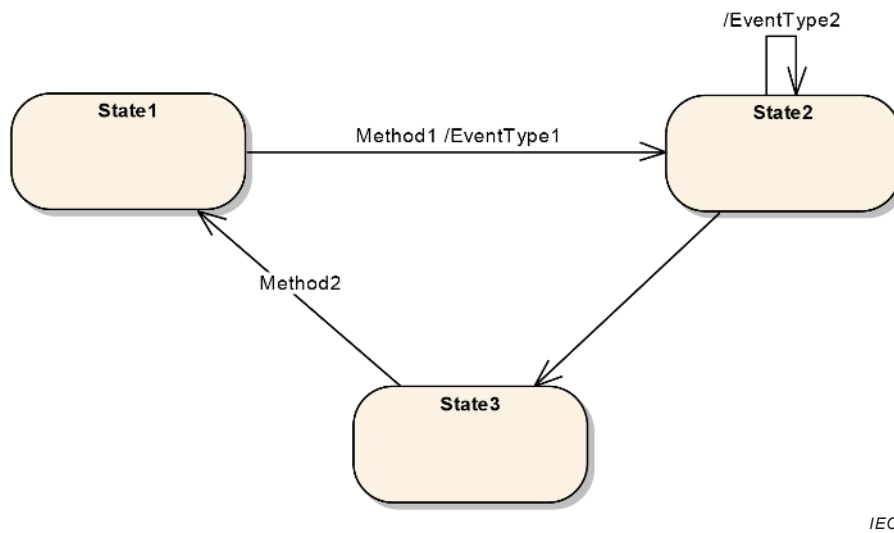 /EventType2
State1
State2
Method1 /EventType1
Method2
State3
IEC